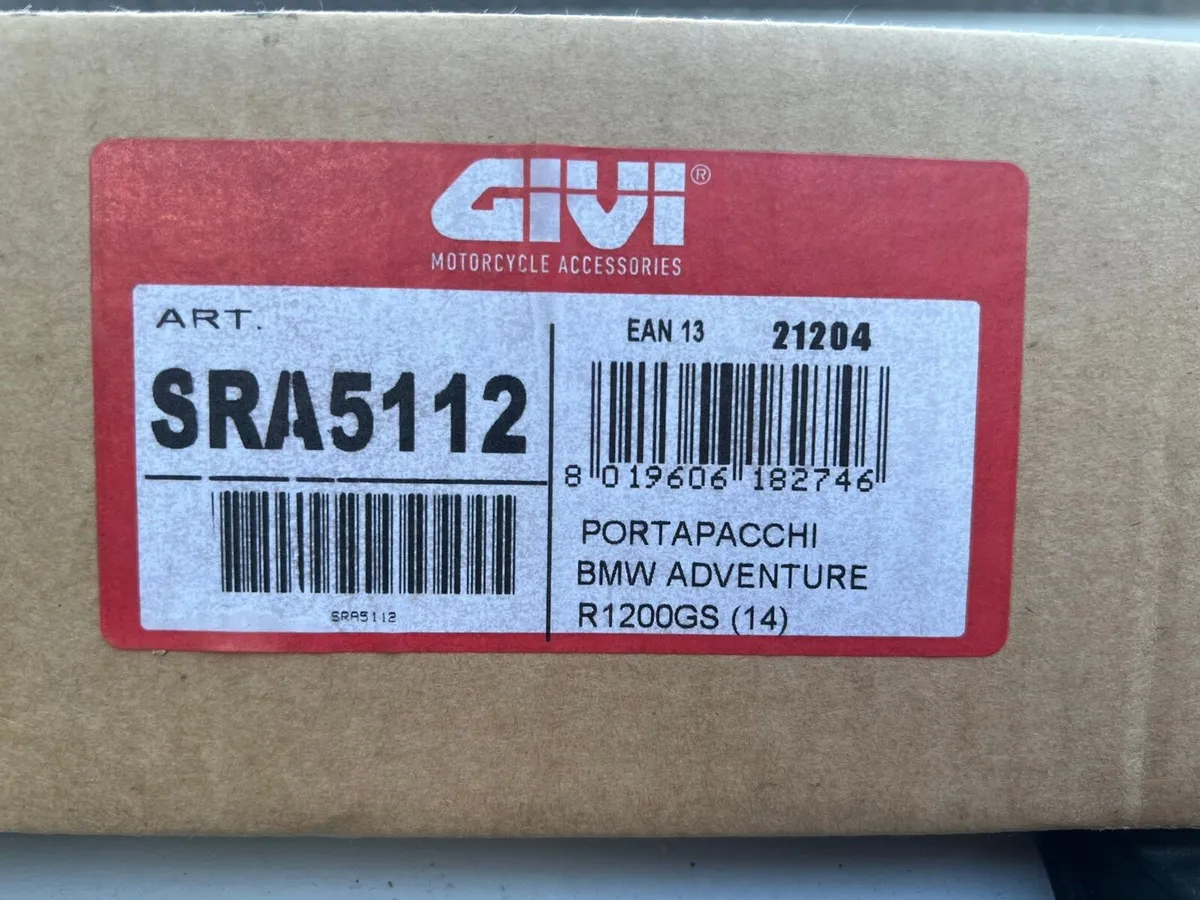 GIVI®
MOTORCYCLE ACCESSORIES
ART.
SRA5112
SRA5112
EAN 13 21204
8 019606 182746
PORTAPACCHI
BMW ADVENTURE
R1200GS (14)